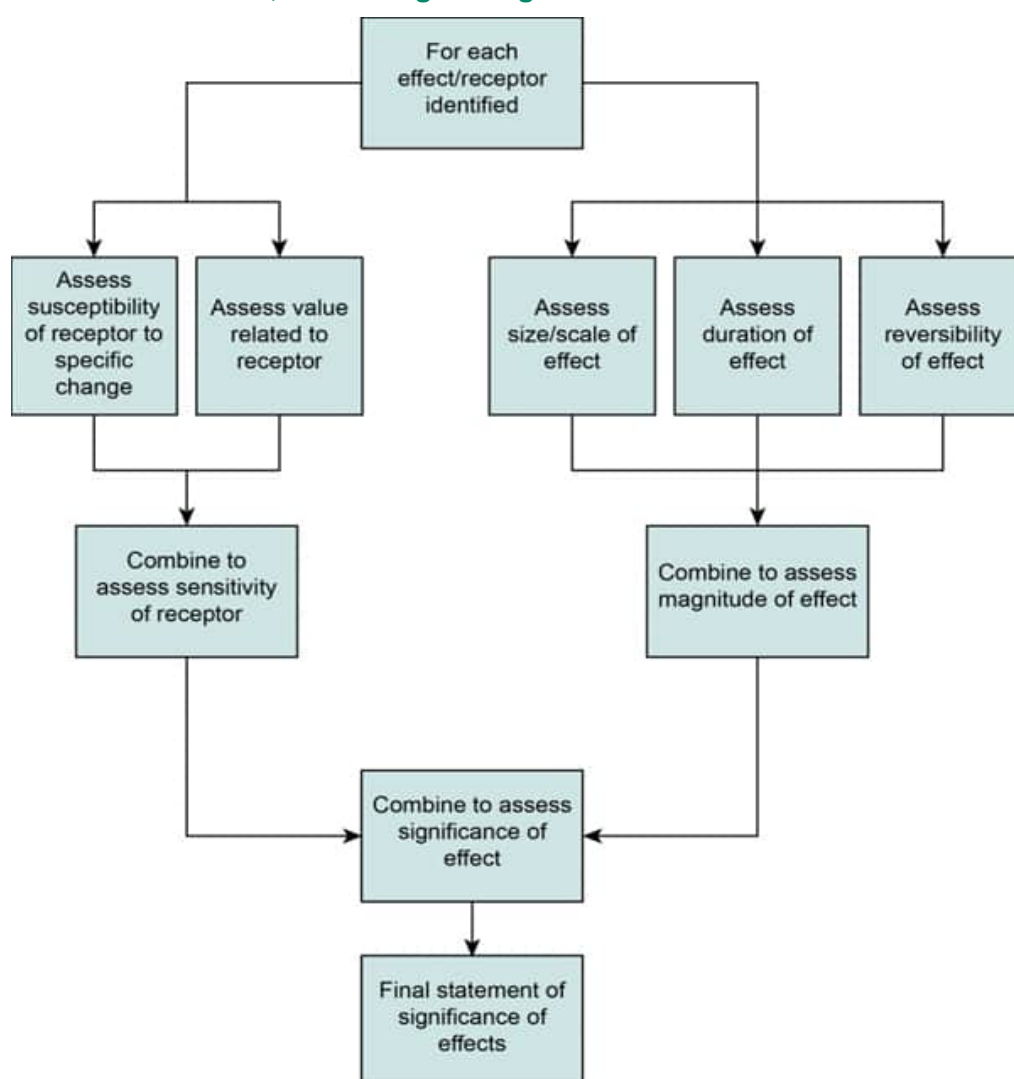 For each
effect/receptor
identified
Assess
susceptibility
of receptor to
specific
change
Assess value
related to
receptor
Assess
size/scale of
effect
Assess
duration of
effect
Assess
reversibility
of effect
Combine to
assess sensitivity
of receptor
Combine to assess
magnitude of effect
Combine to assess
significance of
effect
Final statement of
significance of
effects